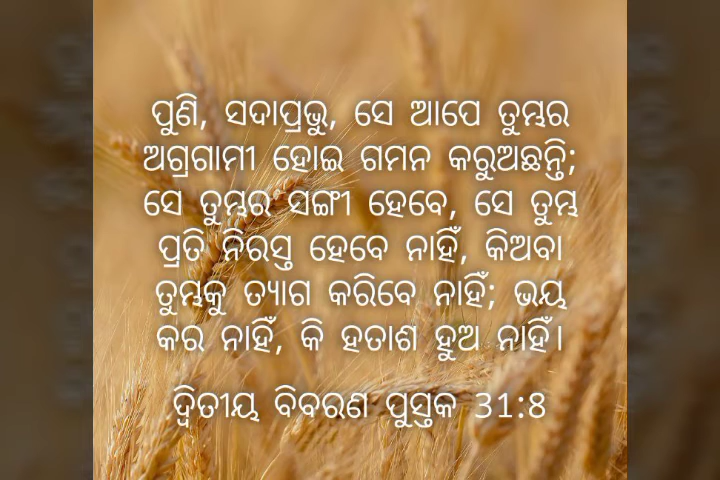 ପୁଣି, ସଦାପ୍ରଭୁ, ସେ ଆପେ ତୁମ୍ଭର
ଅଗ୍ରଗାମୀ ହୋଇ ଗମନ କରୁଅଛନ୍ତି;
ସେ ତୁମ୍ଭର ସଙ୍ଗୀ ହେବେ, ସେ ତୁମ୍ଭ
ପ୍ରତି ନିରସ୍ତ ହେବେ ନାହିଁ, କିଅବା
ତୁମ୍ଭକୁ ତ୍ୟାଗ କରିବେ ନାହିଁ; ଭୟ
କର ନାହିଁ, କି ହତାଶ ହୁଅ ନାହିଁ।
ଦ୍ୱିତୀୟ ବିବରଣ ପୁସ୍ତକ 31:8